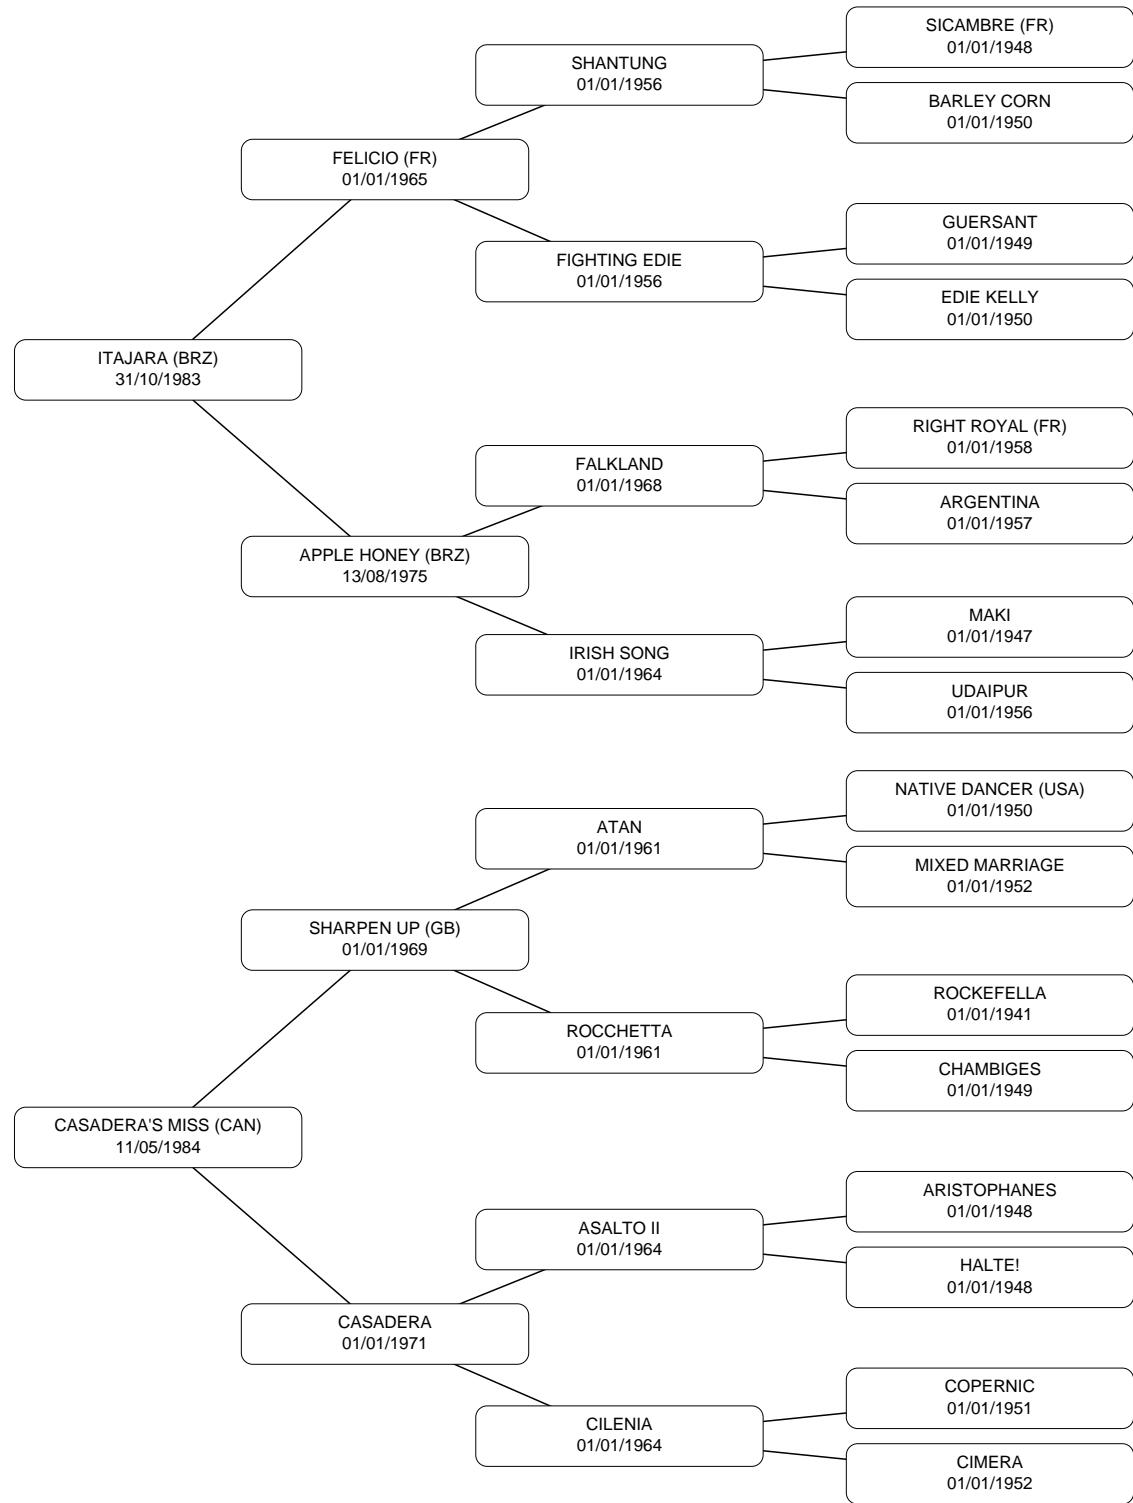 SICAMBRE (FR)
01/01/1948
SHANTUNG
01/01/1956
BARLEY CORN
01/01/1950
FELICIO (FR)
01/01/1965
GUERSANT
01/01/1949
FIGHTING EDIE
01/01/1956
EDIE KELLY
01/01/1950
ITAJARA (BRZ)
31/10/1983
RIGHT ROYAL (FR)
01/01/1958
FALKLAND
01/01/1968
ARGENTINA
01/01/1957
APPLE HONEY (BRZ)
13/08/1975
MAKI
01/01/1947
IRISH SONG
01/01/1964
UDAIPUR
01/01/1956
NATIVE DANCER (USA)
01/01/1950
ATAN
01/01/1961
MIXED MARRIAGE
01/01/1952
SHARPEN UP (GB)
01/01/1969
ROCKEFELLA
01/01/1941
ROCCHETTA
01/01/1961
CHAMBIGES
01/01/1949
CASADERA'S MISS (CAN)
11/05/1984
ARISTOPHANES
01/01/1948
ASALTO II
01/01/1964
HALTE!
01/01/1948
CASADERA
01/01/1971
COPERNIC
01/01/1951
CILENIA
01/01/1964
CIMERA
01/01/1952